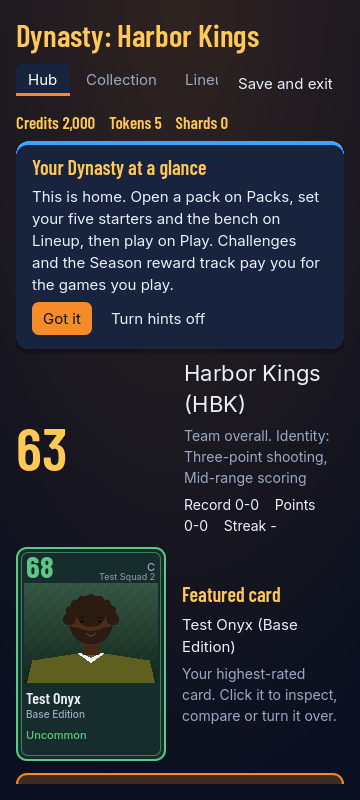 Dynasty: Harbor Kings
Hub Collection Save and exit
Credits 2,000 Tokens 5 Shards 0
Your Dynasty at a glance
This is home. Open a pack on Packs, set
your five starters and the bench on
Lineup, then play on Play. Challenges
and the Season reward track pay you for
the games you play.
Got it Turn hints off
63
Harbor Kings
(HBK)
Team overall. Identity:
Three-point shooting,
Mid-range scoring
Record 0-0 Points
0-0 Streak -
68
C
Test Squad 2
Test Onyx
Base Edition
Uncommon
Featured card
Test Onyx (Base
Edition)
Your highest-rated
card. Click it to inspect,
compare or turn it over.